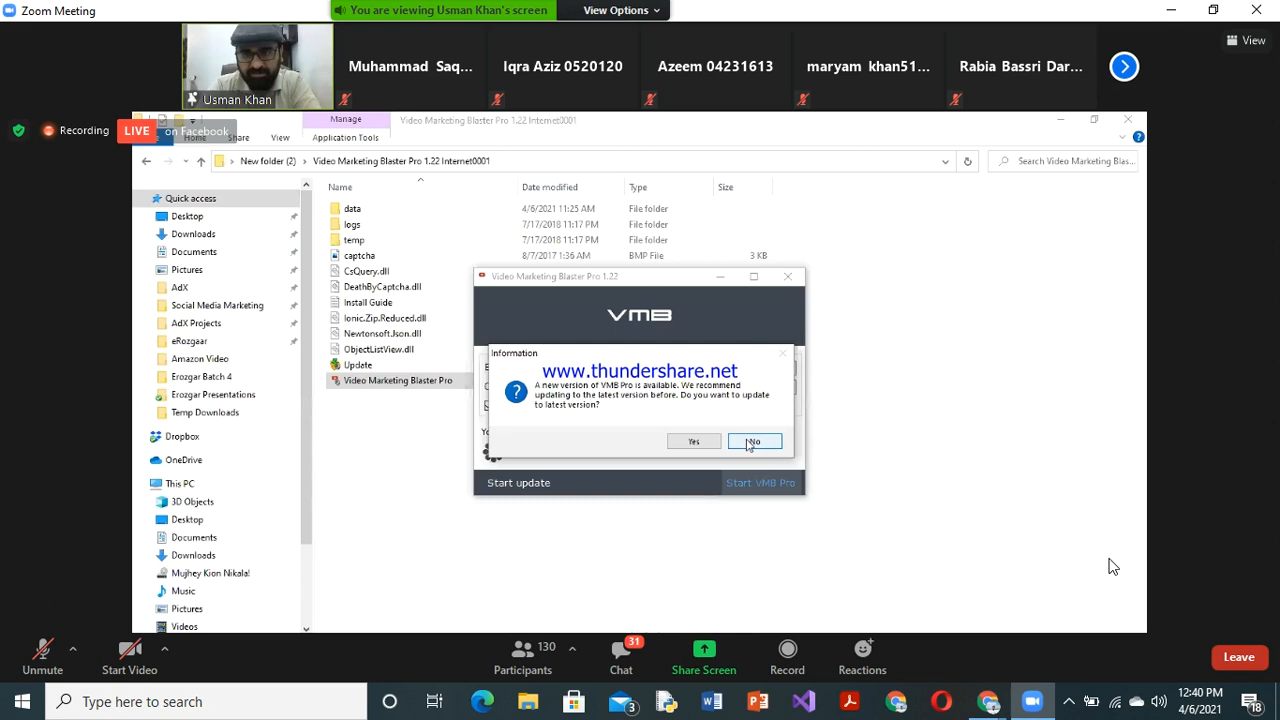 Zoom Meeting
You are viewing Usman Khan's screen
View Options
View
Usman Khan
Muhammad Saq...
Iqra Aziz 0520120
Azeem 04231613
maryam khan51...
Rabia Bassri Dar...
Recording
LIVE on Facebook
Manage
Video Marketing Blaster Pro 1.22 Internet0001
Home
Share
View
Application Tools
New folder (2) > Video Marketing Blaster Pro 1.22 Internet0001
Search Video Marketing Blas...
Quick access
Desktop
Downloads
Documents
Pictures
AdX
Social Media Marketing
AdX Projects
eRozgaar
Amazon Video
Erozgar Batch 4
Erozgar Presentations
Temp Downloads
Dropbox
OneDrive
This PC
3D Objects
Desktop
Documents
Downloads
Mujhey Kion Nikala!
Music
Pictures
Videos
Name Date modified Type Size
data 4/6/2021 11:25 AM File folder
logs 7/17/2018 11:17 PM File folder
temp 7/17/2018 11:17 PM File folder
captcha 8/7/2017 1:36 AM BMP File 3 KB
CsQuery.dll
DeathByCaptcha.dll
Install Guide
Ionic.Zip.Reduced.dll
Newtonsoft.Json.dll
ObjectListView.dll
Update
Video Marketing Blaster Pro
Video Marketing Blaster Pro 1.22
VMB
Information
www.thundershare.net
A new version of VMB Pro is available. We recommend
updating to the latest version before. Do you want to update
to latest version?
Yes
No
Start update
Start VMB Pro
Unmute
Start Video
130
Participants
31
Chat
Share Screen
Record
Reactions
Leave
Type here to search
3
12:40 PM
4/6/2021
18